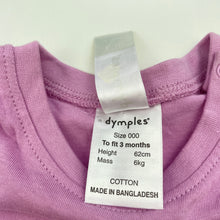 dymples
Size 000
To fit 3 months
Height 62cm
Mass 6kg
COTTON
MADE IN BANGLADESH